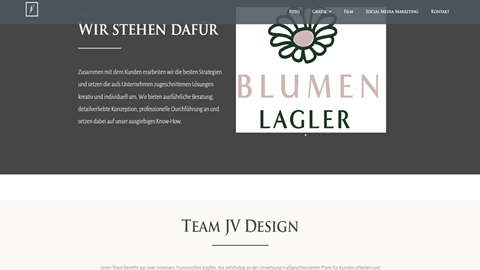 JV
Foto Grafik Film Social Media Marketing Kontakt
Wir stehen dafür
Zusammen mit dem Kunden erarbeiten wir die besten Strategien
und setzen die aufs Unternehmen zugeschnittenen Lösungen
kreativ und individuell um. Wir bieten ausführliche Beratung,
detailverliebte Konzeption, professionelle Durchführung an und
setzen dabei auf unser ausgiebiges Know-How.
BLUMEN
LAGLER
Team JV Design
Unser Team besteht aus zwei kreativen, humorvollen Köpfen, die zielstrebig an der Umsetzung maßgeschneiderter Pläne für Kunden arbeiten und